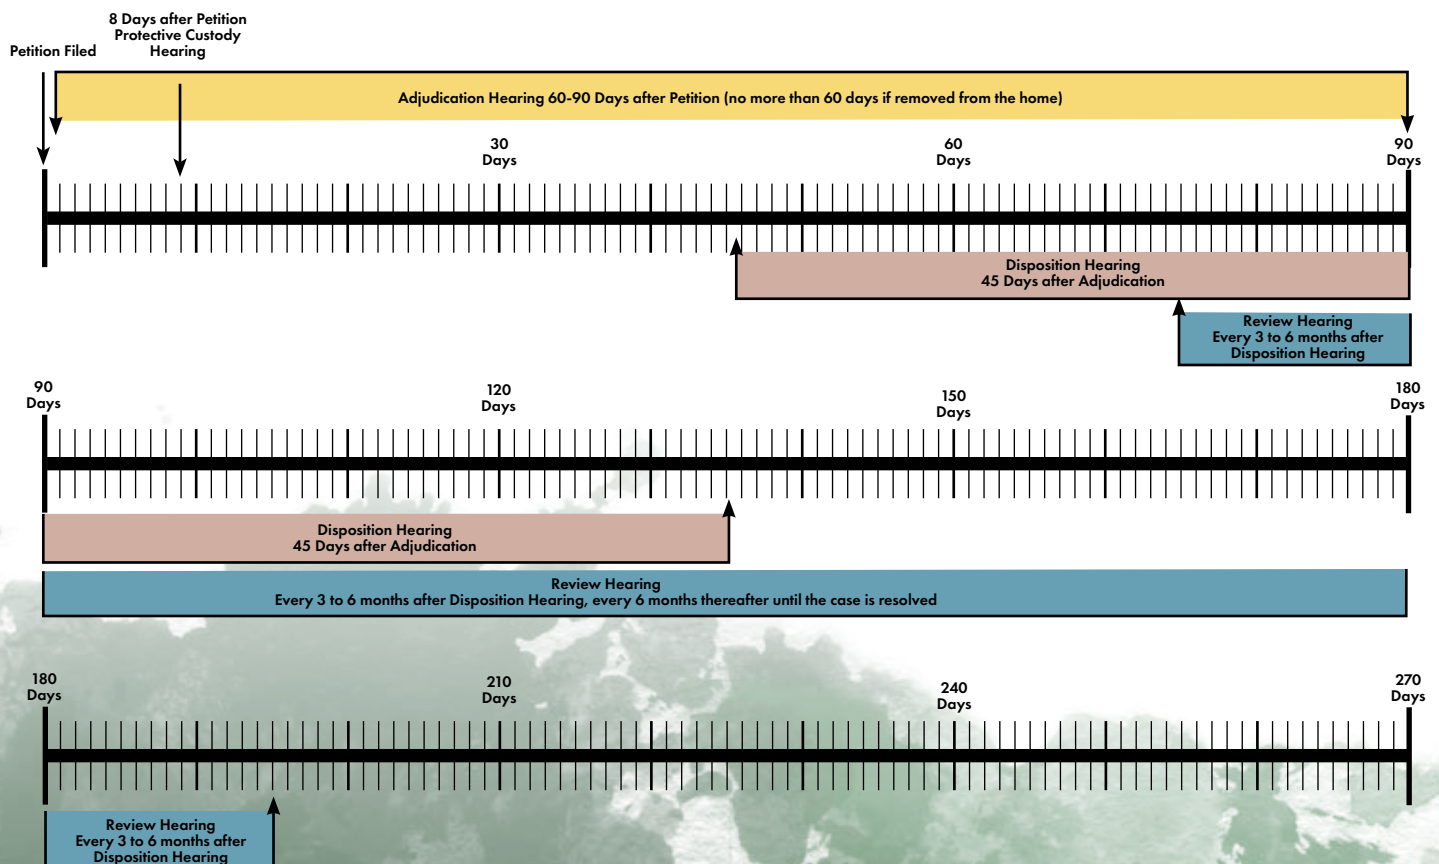 8 Days after Petition
Protective Custody
Hearing
Petition Filed
Adjudication Hearing 60-90 Days after Petition (no more than 60 days if removed from the home)
30
Days
60
Days
90
Days
Disposition Hearing
45 Days after Adjudication
Review Hearing
Every 3 to 6 months after
Disposition Hearing
90
Days
120
Days
150
Days
180
Days
Disposition Hearing
45 Days after Adjudication
Review Hearing
Every 3 to 6 months after Disposition Hearing, every 6 months thereafter until the case is resolved
180
Days
210
Days
240
Days
270
Days
Review Hearing
Every 3 to 6 months after
Disposition Hearing